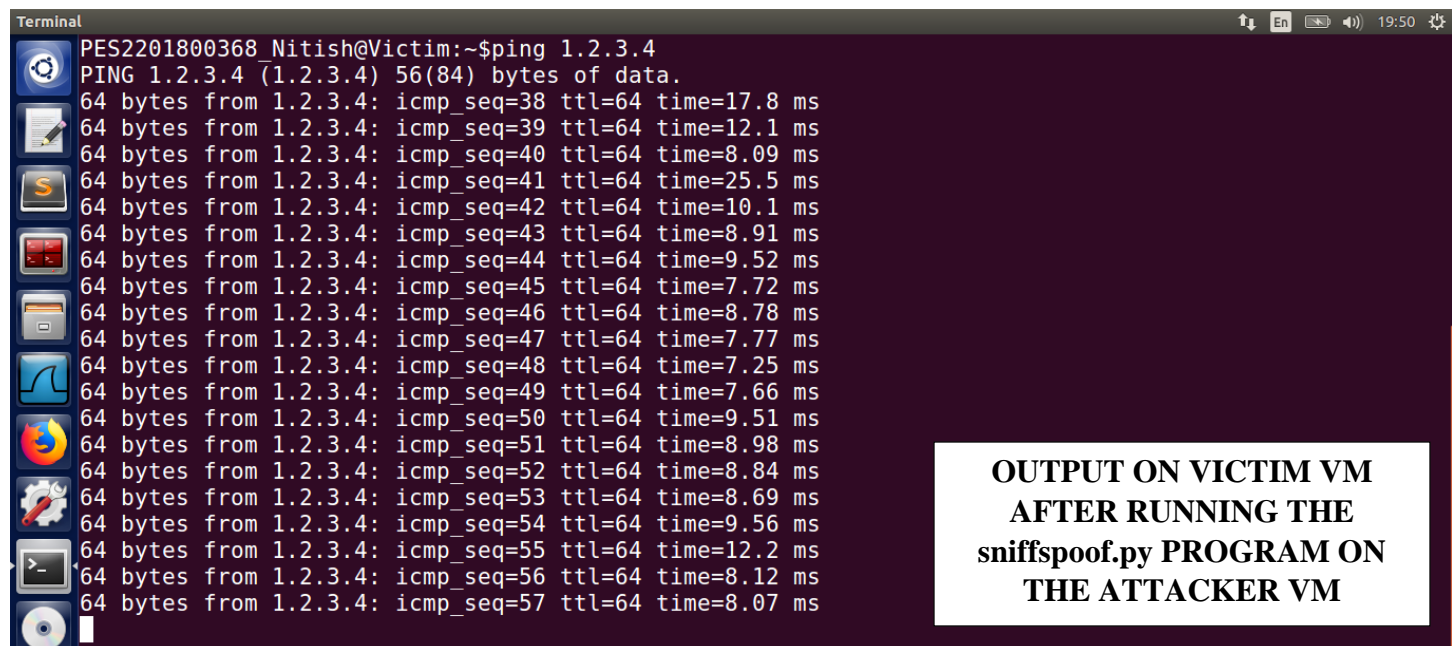 Terminal
En
19:50
PES2201800368_Nitish@Victim:~$ping 1.2.3.4
PING 1.2.3.4 (1.2.3.4) 56(84) bytes of data.
64 bytes from 1.2.3.4: icmp_seq=38 ttl=64 time=17.8 ms
64 bytes from 1.2.3.4: icmp_seq=39 ttl=64 time=12.1 ms
64 bytes from 1.2.3.4: icmp_seq=40 ttl=64 time=8.09 ms
64 bytes from 1.2.3.4: icmp_seq=41 ttl=64 time=25.5 ms
64 bytes from 1.2.3.4: icmp_seq=42 ttl=64 time=10.1 ms
64 bytes from 1.2.3.4: icmp_seq=43 ttl=64 time=8.91 ms
64 bytes from 1.2.3.4: icmp_seq=44 ttl=64 time=9.52 ms
64 bytes from 1.2.3.4: icmp_seq=45 ttl=64 time=7.72 ms
64 bytes from 1.2.3.4: icmp_seq=46 ttl=64 time=8.78 ms
64 bytes from 1.2.3.4: icmp_seq=47 ttl=64 time=7.77 ms
64 bytes from 1.2.3.4: icmp_seq=48 ttl=64 time=7.25 ms
64 bytes from 1.2.3.4: icmp_seq=49 ttl=64 time=7.66 ms
64 bytes from 1.2.3.4: icmp_seq=50 ttl=64 time=9.51 ms
64 bytes from 1.2.3.4: icmp_seq=51 ttl=64 time=8.98 ms
64 bytes from 1.2.3.4: icmp_seq=52 ttl=64 time=8.84 ms
64 bytes from 1.2.3.4: icmp_seq=53 ttl=64 time=8.69 ms
64 bytes from 1.2.3.4: icmp_seq=54 ttl=64 time=9.56 ms
64 bytes from 1.2.3.4: icmp_seq=55 ttl=64 time=12.2 ms
64 bytes from 1.2.3.4: icmp_seq=56 ttl=64 time=8.12 ms
64 bytes from 1.2.3.4: icmp_seq=57 ttl=64 time=8.07 ms
OUTPUT ON VICTIM VM
AFTER RUNNING THE
sniffspoof.py PROGRAM ON
THE ATTACKER VM